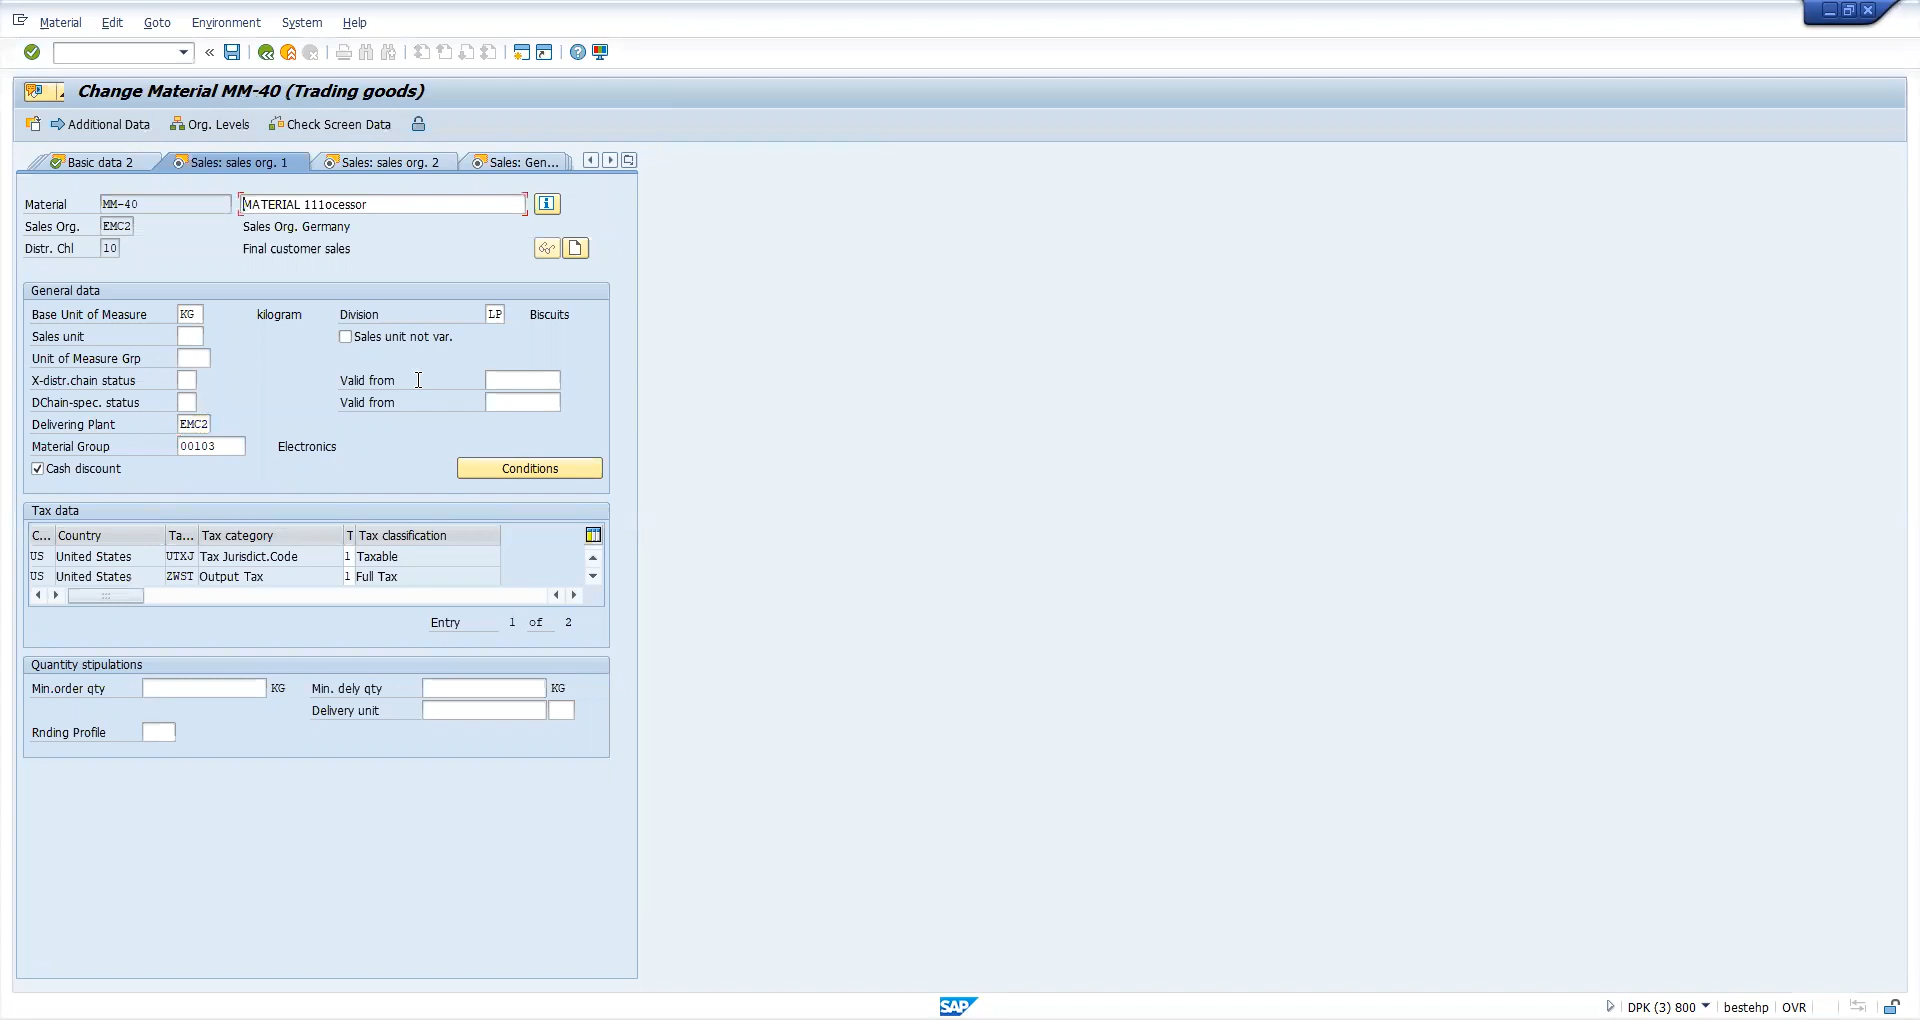 Material Edit Goto Environment System Help
Change Material MM-40 (Trading goods)
Additional Data Org. Levels Check Screen Data
Basic data 2 Sales: sales org. 1 Sales: sales org. 2 Sales: Gen...
Material MM-40 MATERIAL 111ocessor
Sales Org. EMC2 Sales Org. Germany
Distr. Chl 10 Final customer sales
General data
Base Unit of Measure KG kilogram Division LP Biscuits
Sales unit Sales unit not var.
Unit of Measure Grp
X-distr.chain status Valid from
DChain-spec. status Valid from
Delivering Plant EMC2
Material Group 00103 Electronics
Cash discount Conditions
Tax data
C... Country Ta... Tax category T Tax classification
US United States UTXJ Tax Jurisdict.Code 1 Taxable
US United States ZWST Output Tax 1 Full Tax
Entry 1 of 2
Quantity stipulations
Min.order qty KG Min. dely qty KG
Delivery unit
Rnding Profile
SAP DPK (3) 800 bestehp OVR